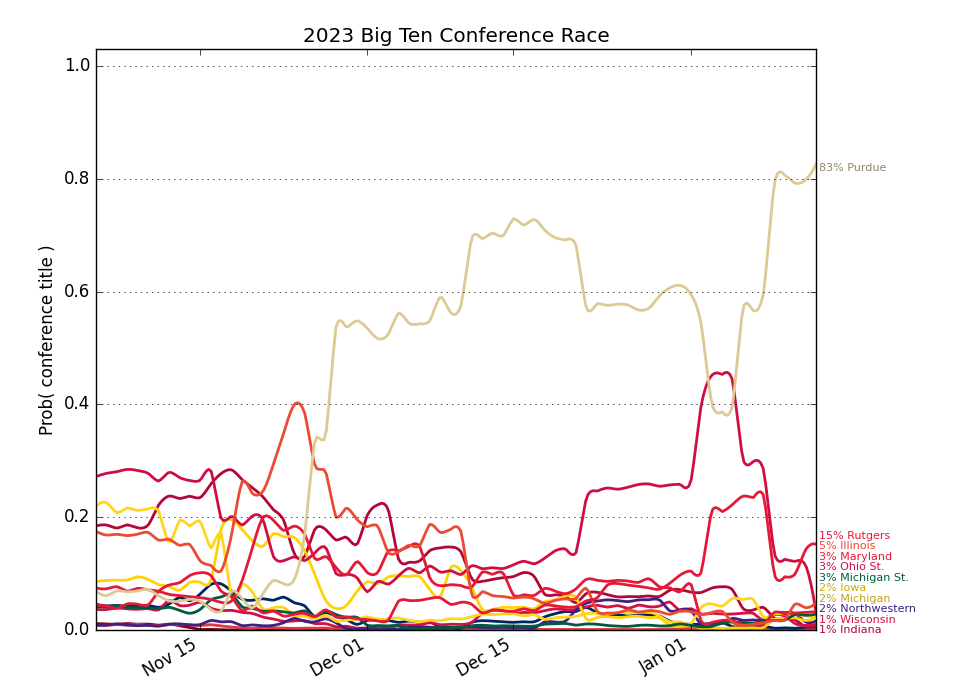 2023 Big Ten Conference Race
Prob( conference title )
1.0
0.8
0.6
0.4
0.2
0.0
Nov 15
Dec 01
Dec 15
Jan 01
83% Purdue
15% Rutgers
5% Illinois
3% Maryland
3% Ohio St.
3% Michigan St.
2% Iowa
2% Michigan
2% Northwestern
1% Wisconsin
1% Indiana